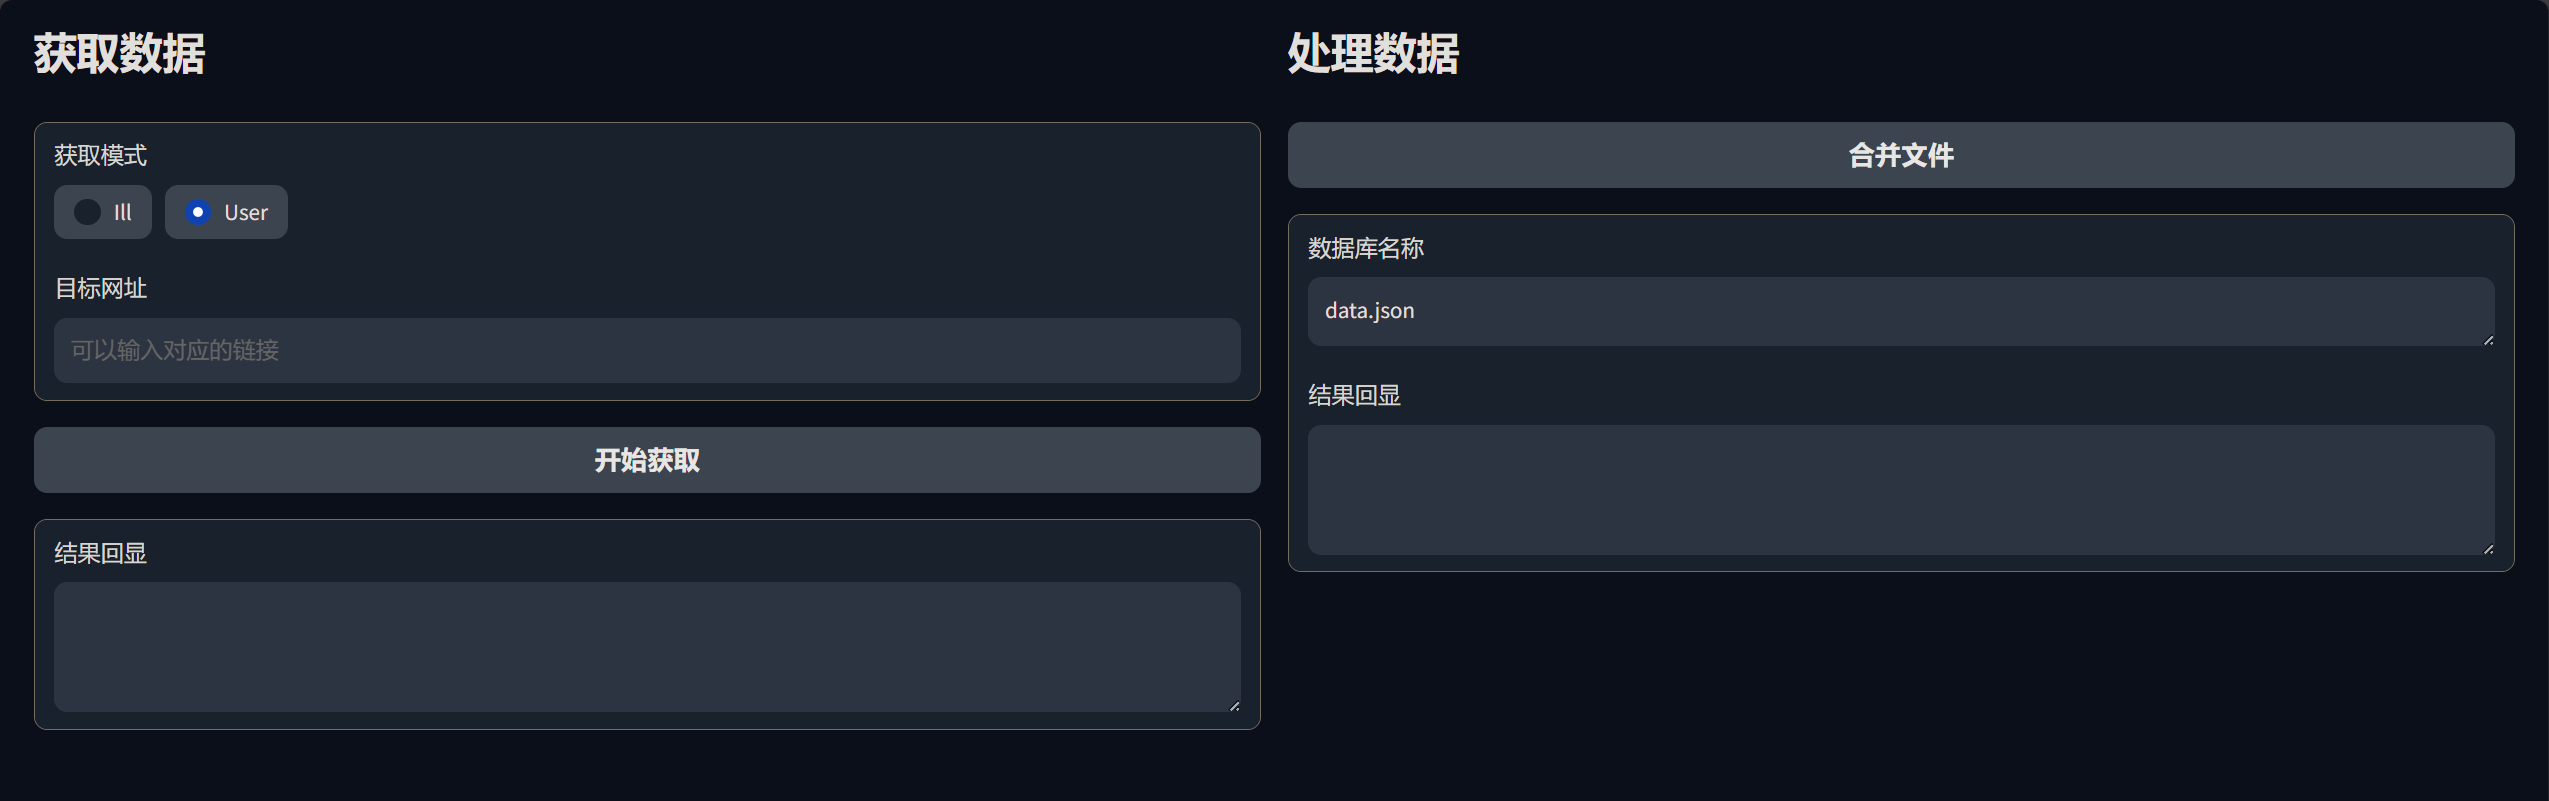 获取数据
获取模式
Ill
User
目标网址
可以输入对应的链接
开始获取
结果回显
处理数据
合并文件
数据库名称
data.json
结果回显